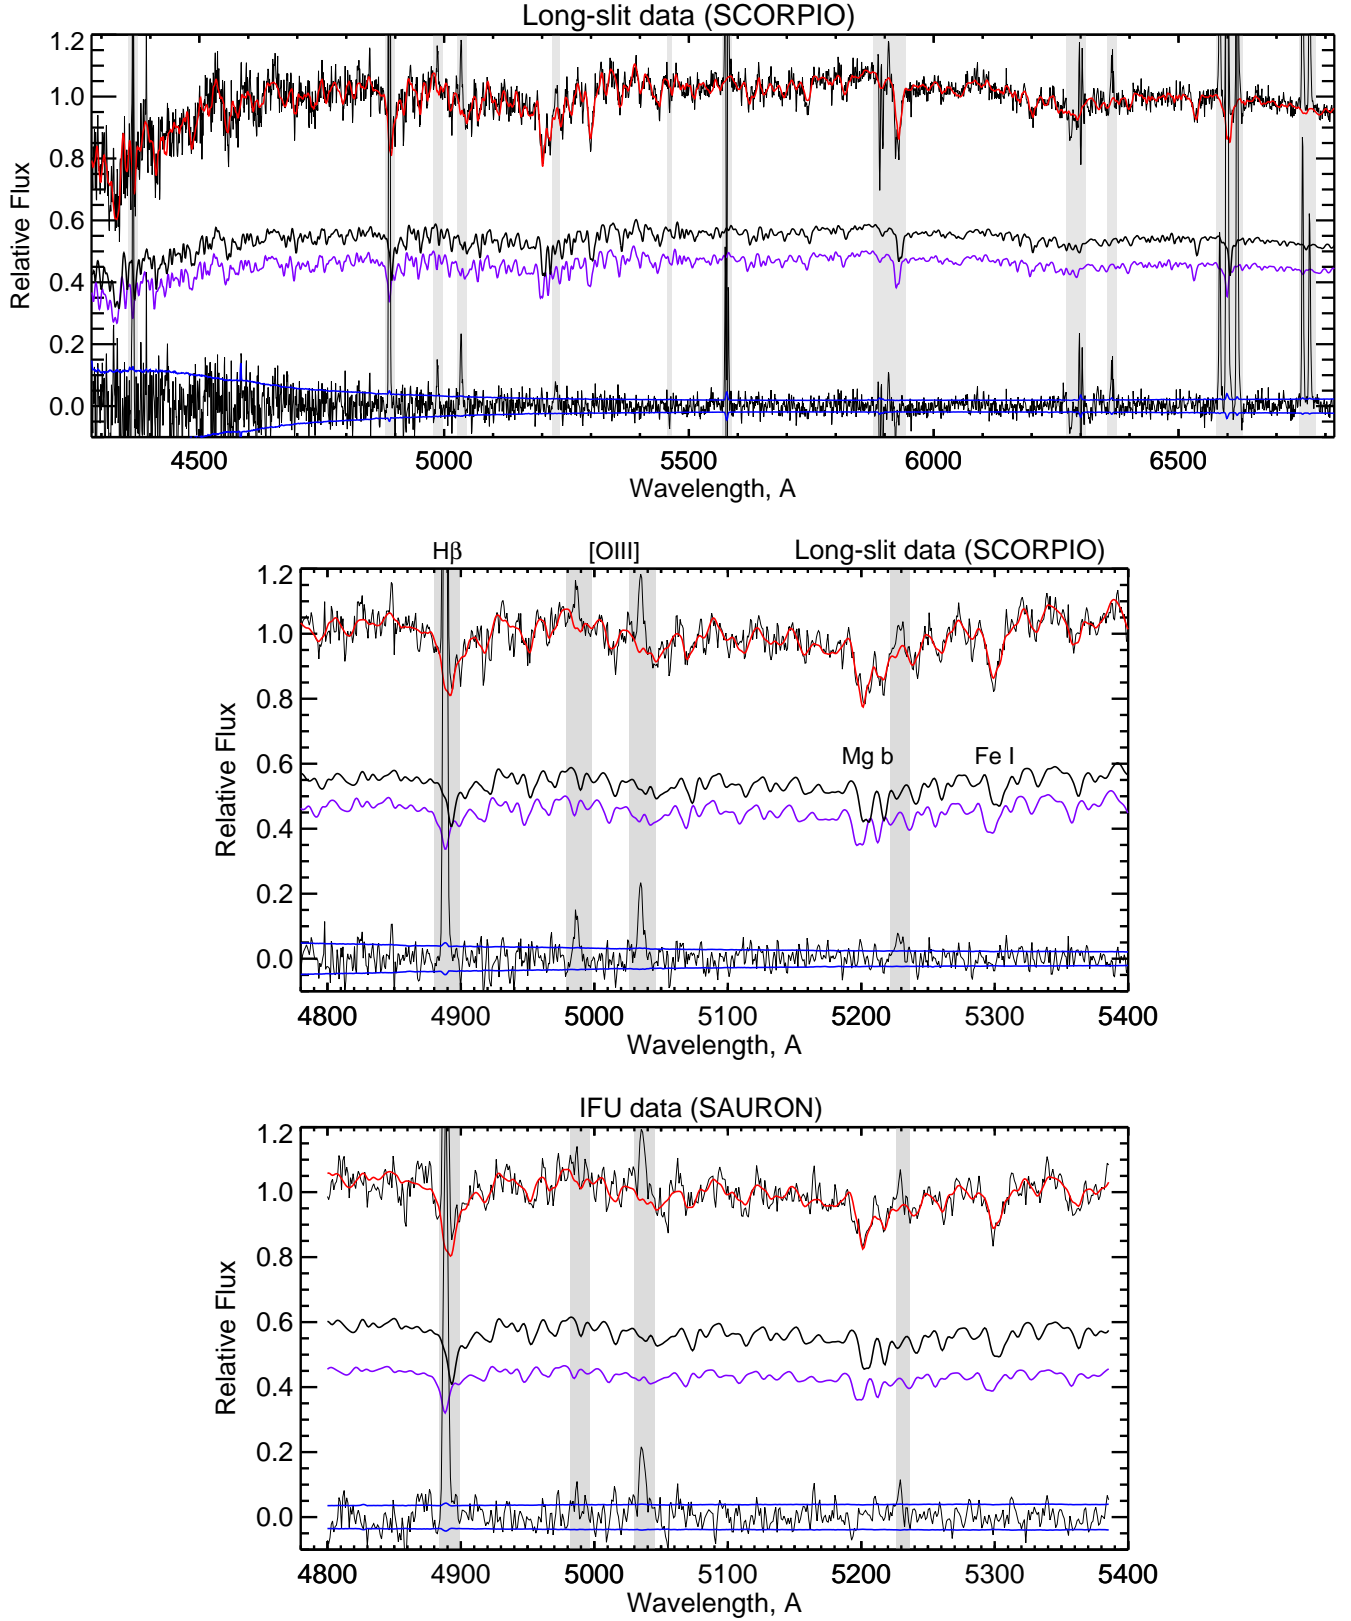 Long-slit data (SCORPIO)
1.2
1.0
0.8
0.6
0.4
0.2
0.0
Relative Flux
4500 5000 5500 6000 6500
Wavelength, A
Hβ [OIII] Long-slit data (SCORPIO)
1.2
1.0
0.8
0.6
0.4
0.2
0.0
Relative Flux
Mg b Fe I
4800 4900 5000 5100 5200 5300 5400
Wavelength, A
IFU data (SAURON)
1.2
1.0
0.8
0.6
0.4
0.2
0.0
Relative Flux
4800 4900 5000 5100 5200 5300 5400
Wavelength, A